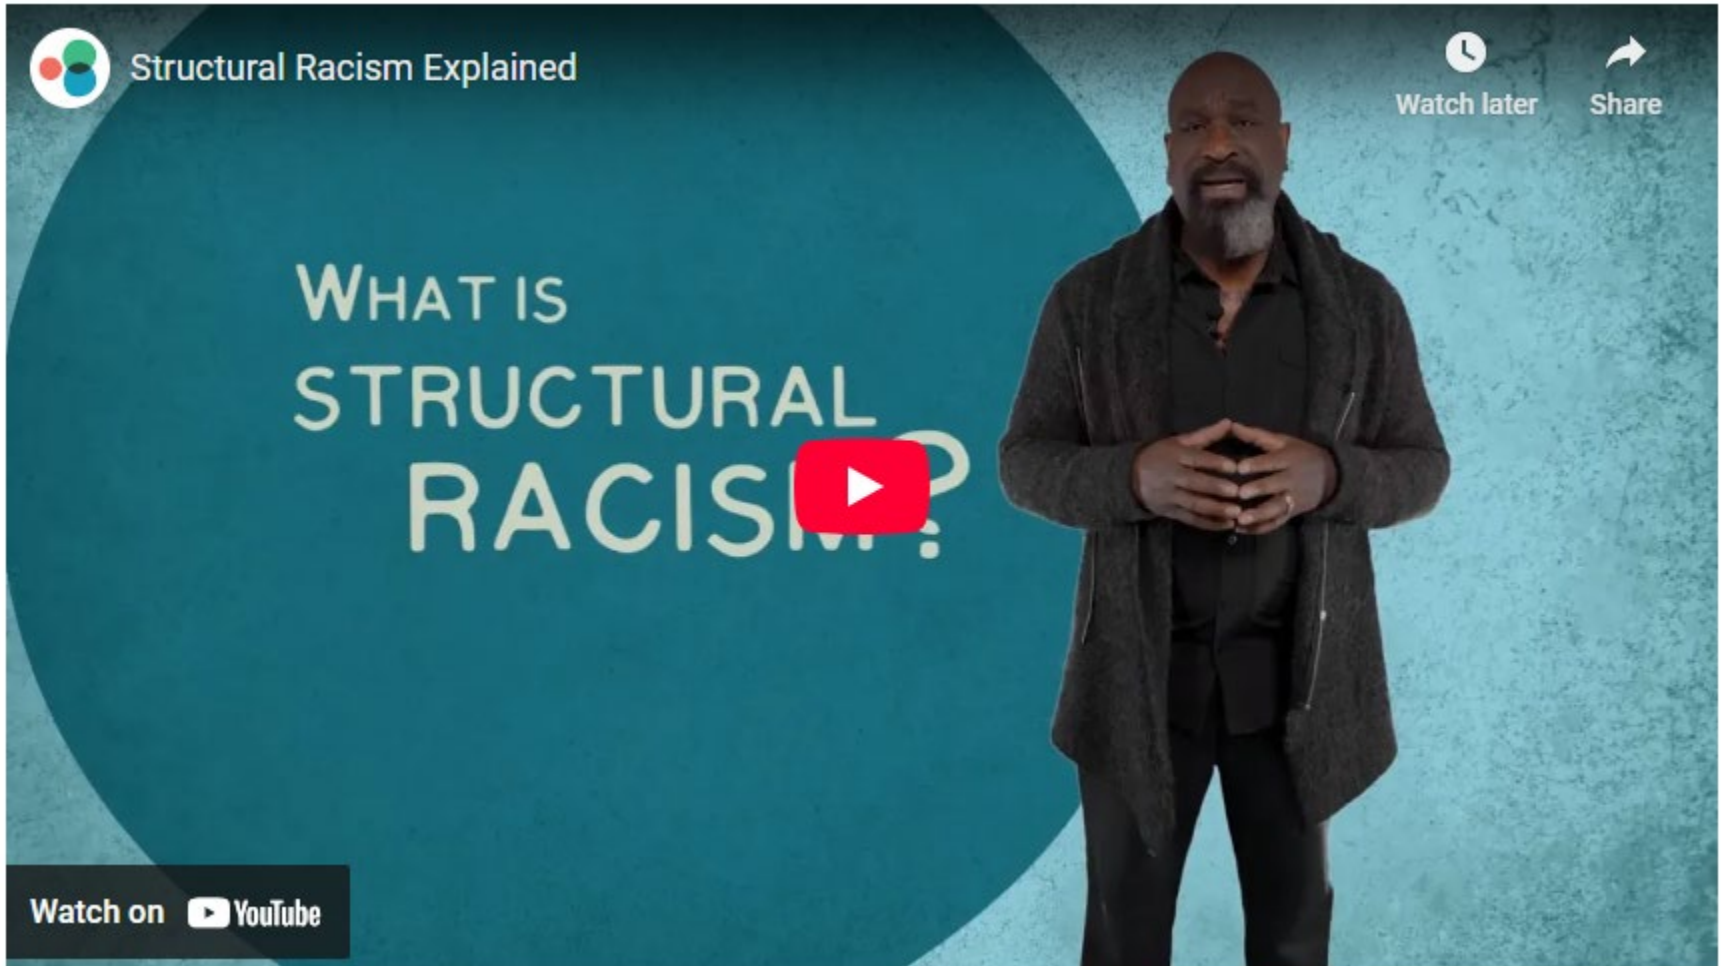 Structural Racism Explained
Watch later
Share
WHAT IS
STRUCTURAL
RACISM?
Watch on YouTube